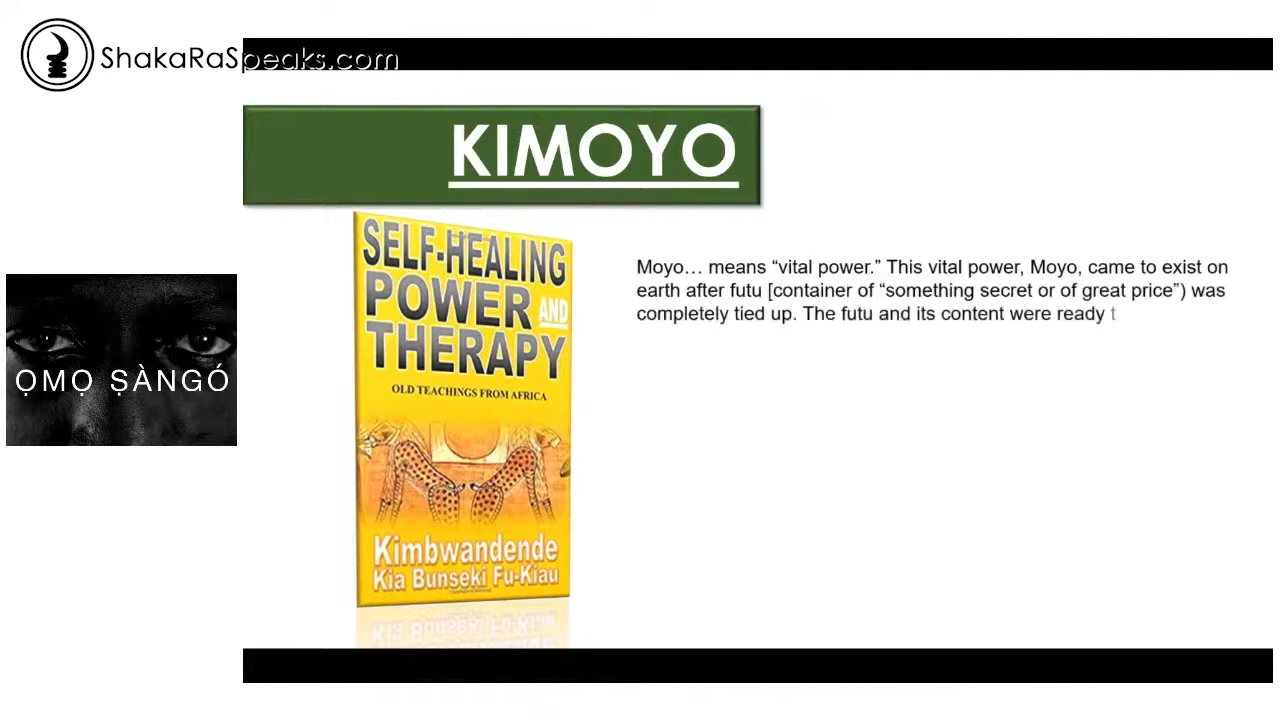 ShakaRaSpeaks.com
KIMOYO
SELF-HEALING
POWER AND
THERAPY
OLD TEACHINGS FROM AFRICA
Kimbwandende
Kia Bunseki Fu-Kiau
Moyo… means “vital power.” This vital power, Moyo, came to exist on
earth after futu [container of “something secret or of great price”) was
completely tied up. The futu and its content were ready t
ỌMỌ ṢÀNGÓ